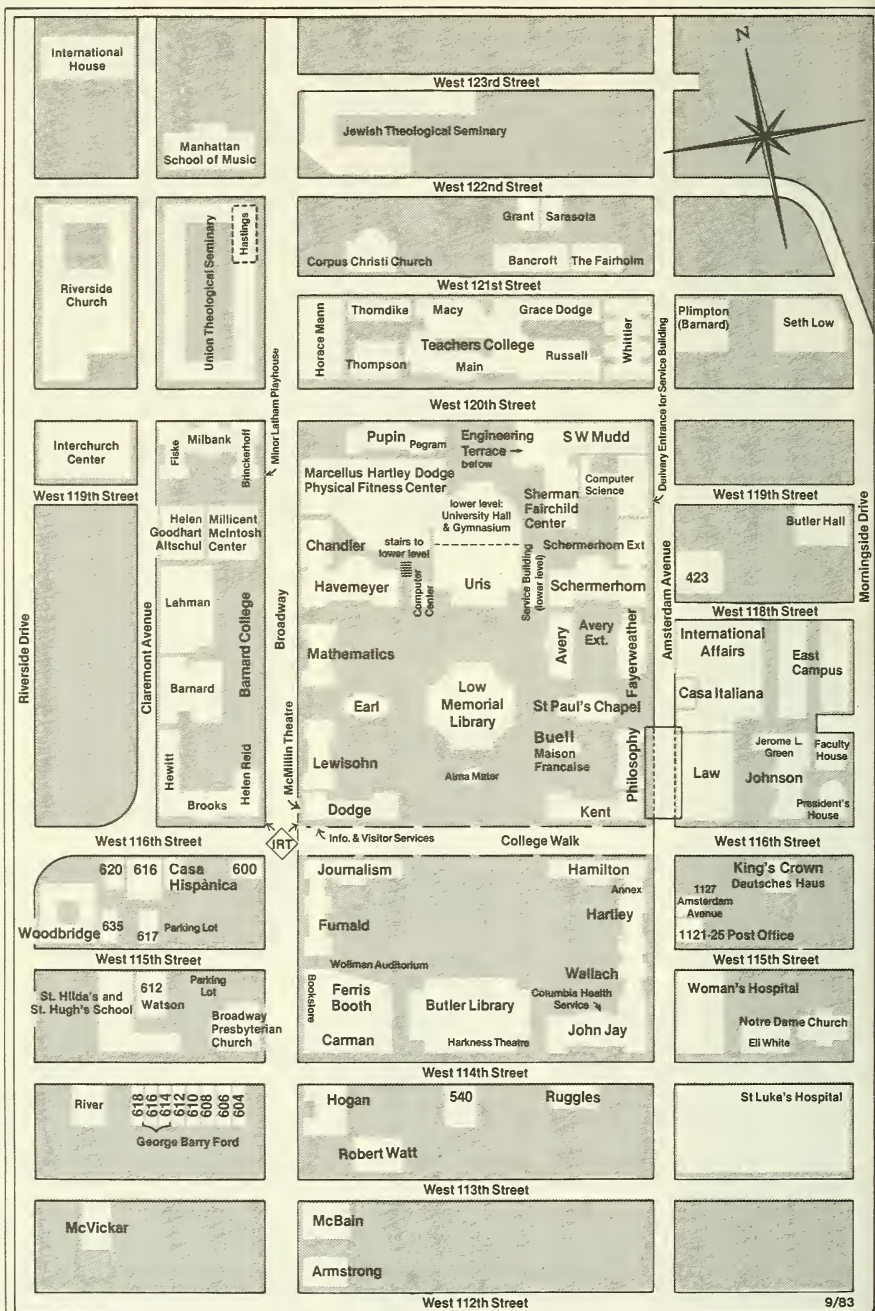 N
International
House
West 123rd Street
Manhattan
School of Music
Jewish Theological Seminary
West 122nd Street
Riverside
Church
Union Theological Seminary
Hastings
Grant
Sarasota
Corpus Christi Church
Bancroft
The Fairholm
West 121st Street
Horace Mann
Thorndike
Macy
Grace Dodge
Teachers College
Thompson
Main
Russell
Whittier
Plimpton
(Barnard)
Seth Low
Minor Latham Playhouse
Delivery Entrance for Service Building
West 120th Street
Interchurch
Center
Fiske
Milbank
Brinckerhoff
Pupin
Pegram
Engineering
Terrace →
below
S W Mudd
Marcellus Hartley Dodge
Physical Fitness Center
Computer
Science
Sherman
Fairchild
Center
lower level:
University Hall
& Gymnasium
West 119th Street
West 119th Street
Helen
Goodhart
Altschul
Millicent
McIntosh
Center
Chandler
stairs to
lower level
Schermerhorn Ext
Butler Hall
Havemeyer
Computer
Center
Uris
Service Building
(lower level)
Schermerhorn
423
Morningside Drive
Lehman
Barnard College
West 118th Street
Riverside Drive
Claremont Avenue
Broadway
Amsterdam Avenue
Mathematics
Avery
Avery
Ext.
Fayerweather
International
Affairs
East
Campus
Barnard
Earl
Low
Memorial
Library
St Paul's Chapel
Casa Italiana
Hewitt
Helen Reid
McMillin Theatre
Lewisohn
Alma Mater
Buell
Maison
Francaise
Philosophy
Law
Jerome L.
Green
Faculty
House
Johnson
Brooks
Dodge
Kent
President's
House
West 116th Street
IRT
Info. & Visitor Services
College Walk
West 116th Street
620
616
Casa
Hispànica
600
Journalism
Hamilton
King's Crown
Deutsches Haus
Annex
1127
Amsterdam
Avenue
Woodbridge
635
617
Parking Lot
Furnald
Hartley
1121-25 Post Office
West 115th Street
West 115th Street
St. Hilda's and
St. Hugh's School
612
Watson
Parking
Lot
Broadway
Presbyterian
Church
Wollman Auditorium
Bookstore
Ferris
Booth
Carman
Butler Library
Harkness Theatre
Wallach
Columbia Health
Service
John Jay
Woman's Hospital
Notre Dame Church
Eli White
West 114th Street
River
618
616
614
612
610
608
606
604
George Barry Ford
Hogan
540
Ruggles
St Luke's Hospital
Robert Watt
West 113th Street
McVickar
McBain
Armstrong
West 112th Street
9/83